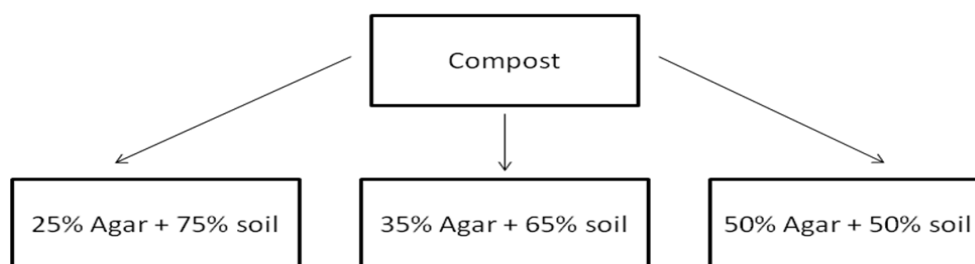 Compost
25% Agar + 75% soil
35% Agar + 65% soil
50% Agar + 50% soil